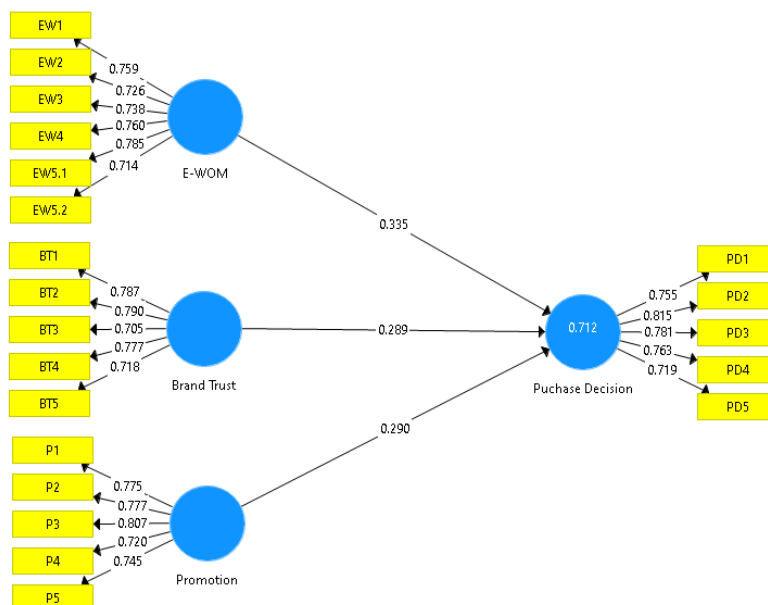 EW1
EW2
EW3
EW4
EW5.1
EW5.2
0.759
0.726
0.738
0.760
0.785
0.714
E-WOM
0.335
BT1
BT2
BT3
BT4
BT5
0.787
0.790
0.705
0.777
0.718
Brand Trust
0.289
P1
P2
P3
P4
P5
0.775
0.777
0.807
0.720
0.745
Promotion
0.290
0.712
Puchase Decision
0.755
0.815
0.781
0.763
0.719
PD1
PD2
PD3
PD4
PD5